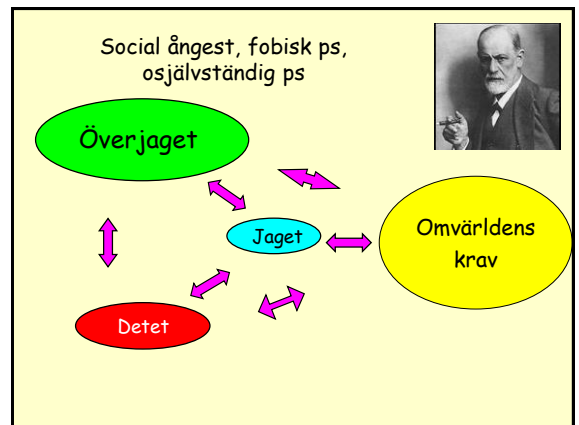 Social ångest, fobisk ps,
osjälvständig ps
Överjaget
Jaget
Omvärldens
krav
Detet